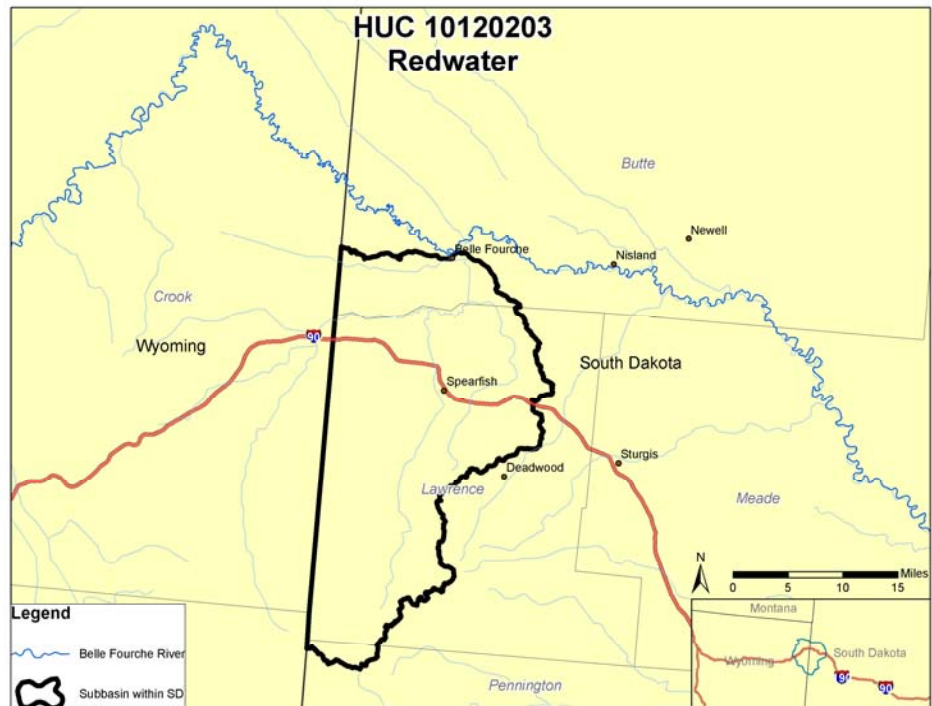 HUC 10120203
Redwater
Butte
Newell
Belle Fourche
Nisland
Crook
90
Wyoming
South Dakota
Spearfish
Sturgis
Deadwood
Lawrence
Meade
N
Miles
0 5 10 15
Legend
Belle Fourche River
Subbasin within SD
Pennington
Montana
Wyoming
South Dakota
90
90